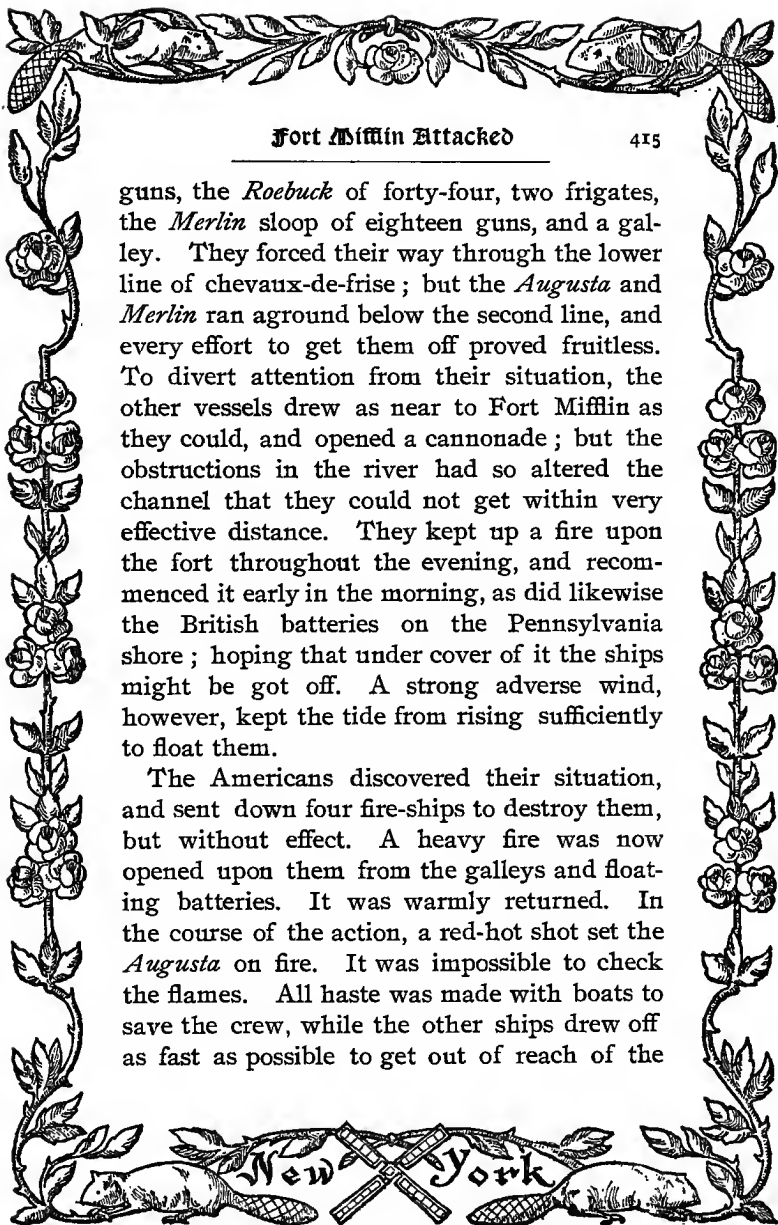 Fort Mifflin Attacked 415
guns, the Roebuck of forty-four, two frigates,
the Merlin sloop of eighteen guns, and a gal-
ley. They forced their way through the lower
line of chevaux-de-frise ; but the Augusta and
Merlin ran aground below the second line, and
every effort to get them off proved fruitless.
To divert attention from their situation, the
other vessels drew as near to Fort Mifflin as
they could, and opened a cannonade ; but the
obstructions in the river had so altered the
channel that they could not get within very
effective distance. They kept up a fire upon
the fort throughout the evening, and recom-
menced it early in the morning, as did likewise
the British batteries on the Pennsylvania
shore ; hoping that under cover of it the ships
might be got off. A strong adverse wind,
however, kept the tide from rising sufficiently
to float them.
The Americans discovered their situation,
and sent down four fire-ships to destroy them,
but without effect. A heavy fire was now
opened upon them from the galleys and float-
ing batteries. It was warmly returned. In
the course of the action, a red-hot shot set the
Augusta on fire. It was impossible to check
the flames. All haste was made with boats to
save the crew, while the other ships drew off
as fast as possible to get out of reach of the
New York